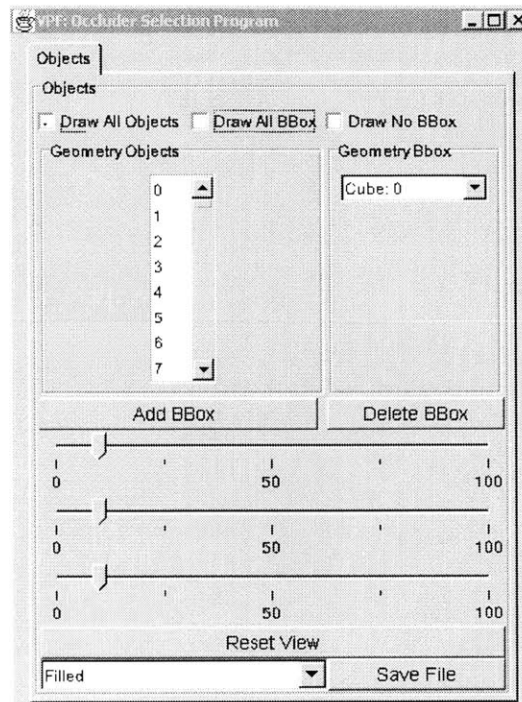 VPF: Occluder Selection Program
Objects
Objects
Draw All Objects Draw All BBox Draw No BBox
Geometry Objects Geometry Bbox
0 Cube: 0
1
2
3
4
5
6
7
Add BBox Delete BBox
0 50 100
0 50 100
0 50 100
Reset View
Filled Save File